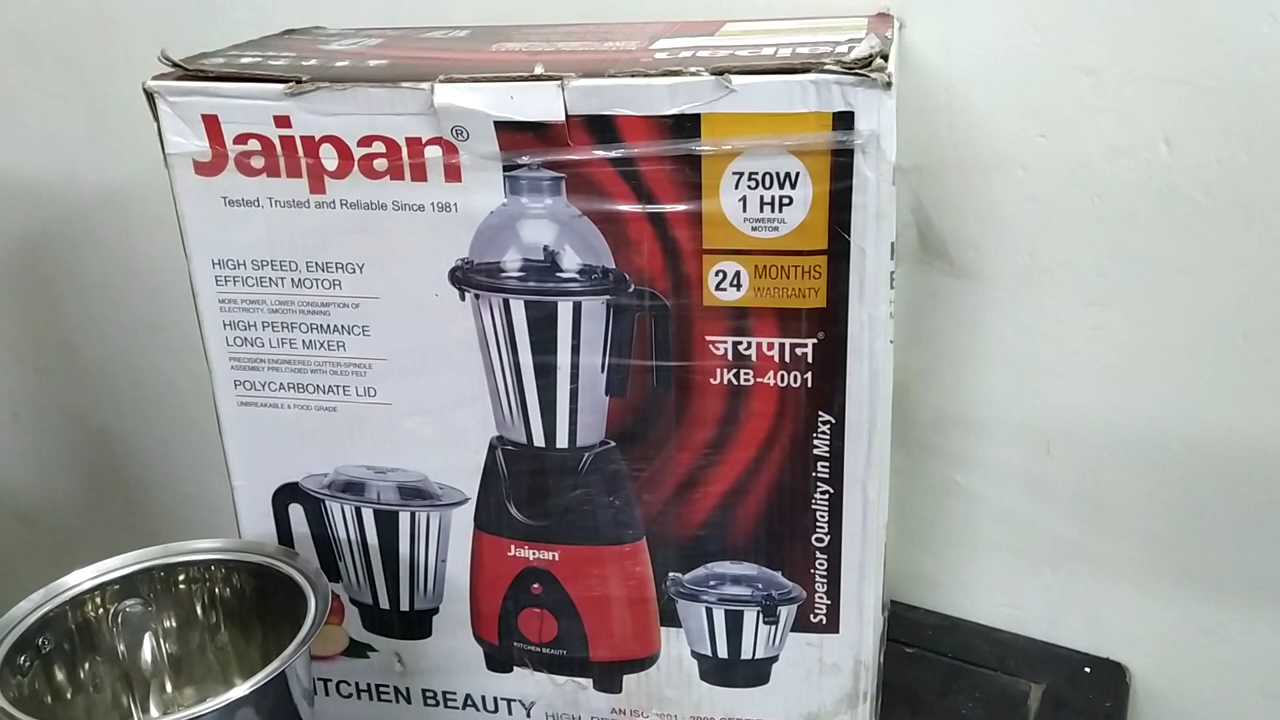 Jaipan
Jaipan®
Tested, Trusted and Reliable Since 1981
HIGH SPEED, ENERGY
EFFICIENT MOTOR
MORE POWER, LOWER CONSUMPTION OF
ELECTRICITY, SMOOTH RUNNING
HIGH PERFORMANCE
LONG LIFE MIXER
PRECISION ENGINEERED CUTTER-SPINDLE
ASSEMBLY PRELOADED WITH OILED FELT
POLYCARBONATE LID
UNBREAKABLE & FOOD GRADE
750W
1 HP
POWERFUL
MOTOR
24 MONTHS
WARRANTY
जयपान®
JKB-4001
Superior Quality in Mixy
Jaipan
KITCHEN BEAUTY
ITCHEN BEAUTY
AN ISO